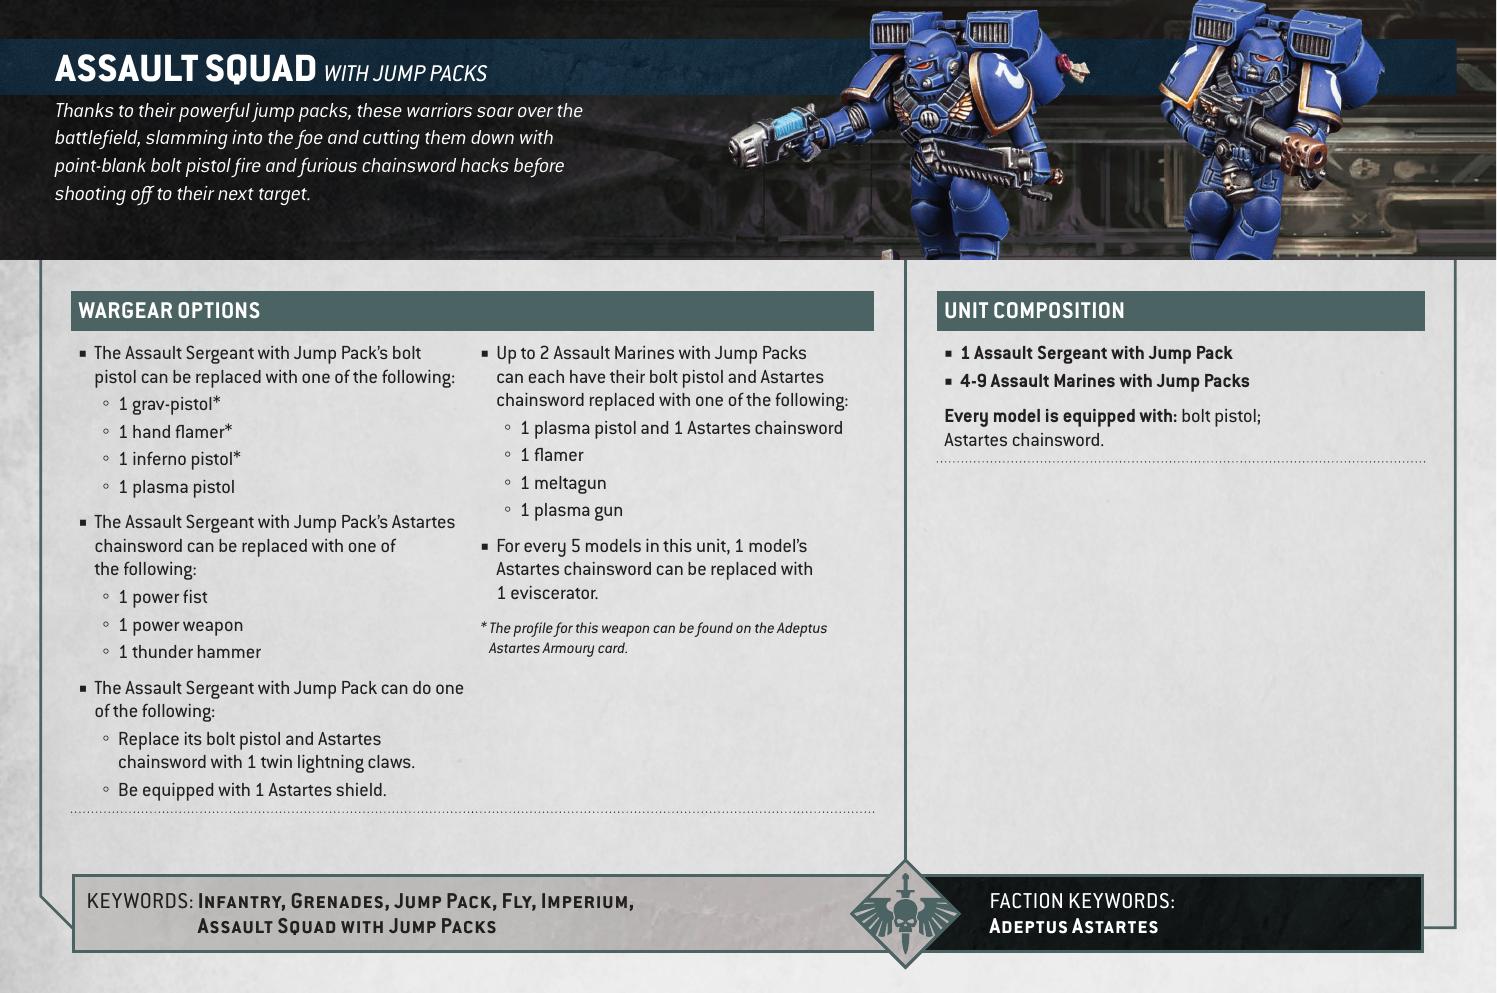 ASSAULT SQUAD WITH JUMP PACKS
Thanks to their powerful jump packs, these warriors soar over the
battlefield, slamming into the foe and cutting them down with
point-blank bolt pistol fire and furious chainsword hacks before
shooting off to their next target.
WARGEAR OPTIONS
▪ The Assault Sergeant with Jump Pack’s bolt
pistol can be replaced with one of the following:
◦ 1 grav-pistol*
◦ 1 hand flamer*
◦ 1 inferno pistol*
◦ 1 plasma pistol
▪ The Assault Sergeant with Jump Pack’s Astartes
chainsword can be replaced with one of
the following:
◦ 1 power fist
◦ 1 power weapon
◦ 1 thunder hammer
▪ The Assault Sergeant with Jump Pack can do one
of the following:
◦ Replace its bolt pistol and Astartes
chainsword with 1 twin lightning claws.
◦ Be equipped with 1 Astartes shield.
▪ Up to 2 Assault Marines with Jump Packs
can each have their bolt pistol and Astartes
chainsword replaced with one of the following:
◦ 1 plasma pistol and 1 Astartes chainsword
◦ 1 flamer
◦ 1 meltagun
◦ 1 plasma gun
▪ For every 5 models in this unit, 1 model’s
Astartes chainsword can be replaced with
1 eviscerator.
* The profile for this weapon can be found on the Adeptus
Astartes Armoury card.
UNIT COMPOSITION
▪ 1 Assault Sergeant with Jump Pack
▪ 4-9 Assault Marines with Jump Packs
Every model is equipped with: bolt pistol;
Astartes chainsword.
KEYWORDS: Infantry, Grenades, Jump Pack, Fly, Imperium,
Assault Squad with Jump Packs
FACTION KEYWORDS:
Adeptus Astartes